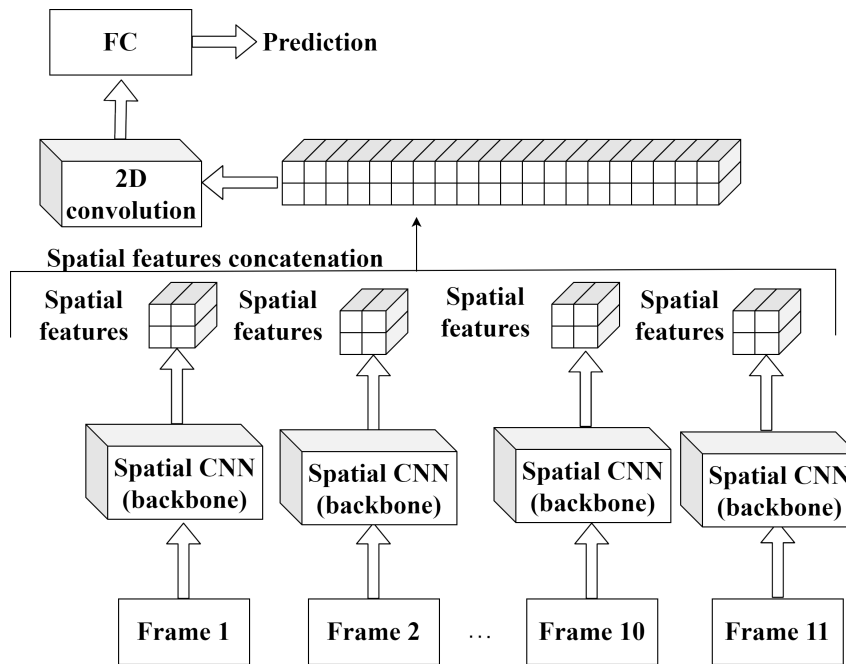 FC
Prediction
2D
convolution
Spatial features concatenation
Spatial
features
Spatial
features
Spatial
features
Spatial
features
Spatial CNN
(backbone)
Spatial CNN
(backbone)
Spatial CNN
(backbone)
Spatial CNN
(backbone)
Frame 1
Frame 2
...
Frame 10
Frame 11